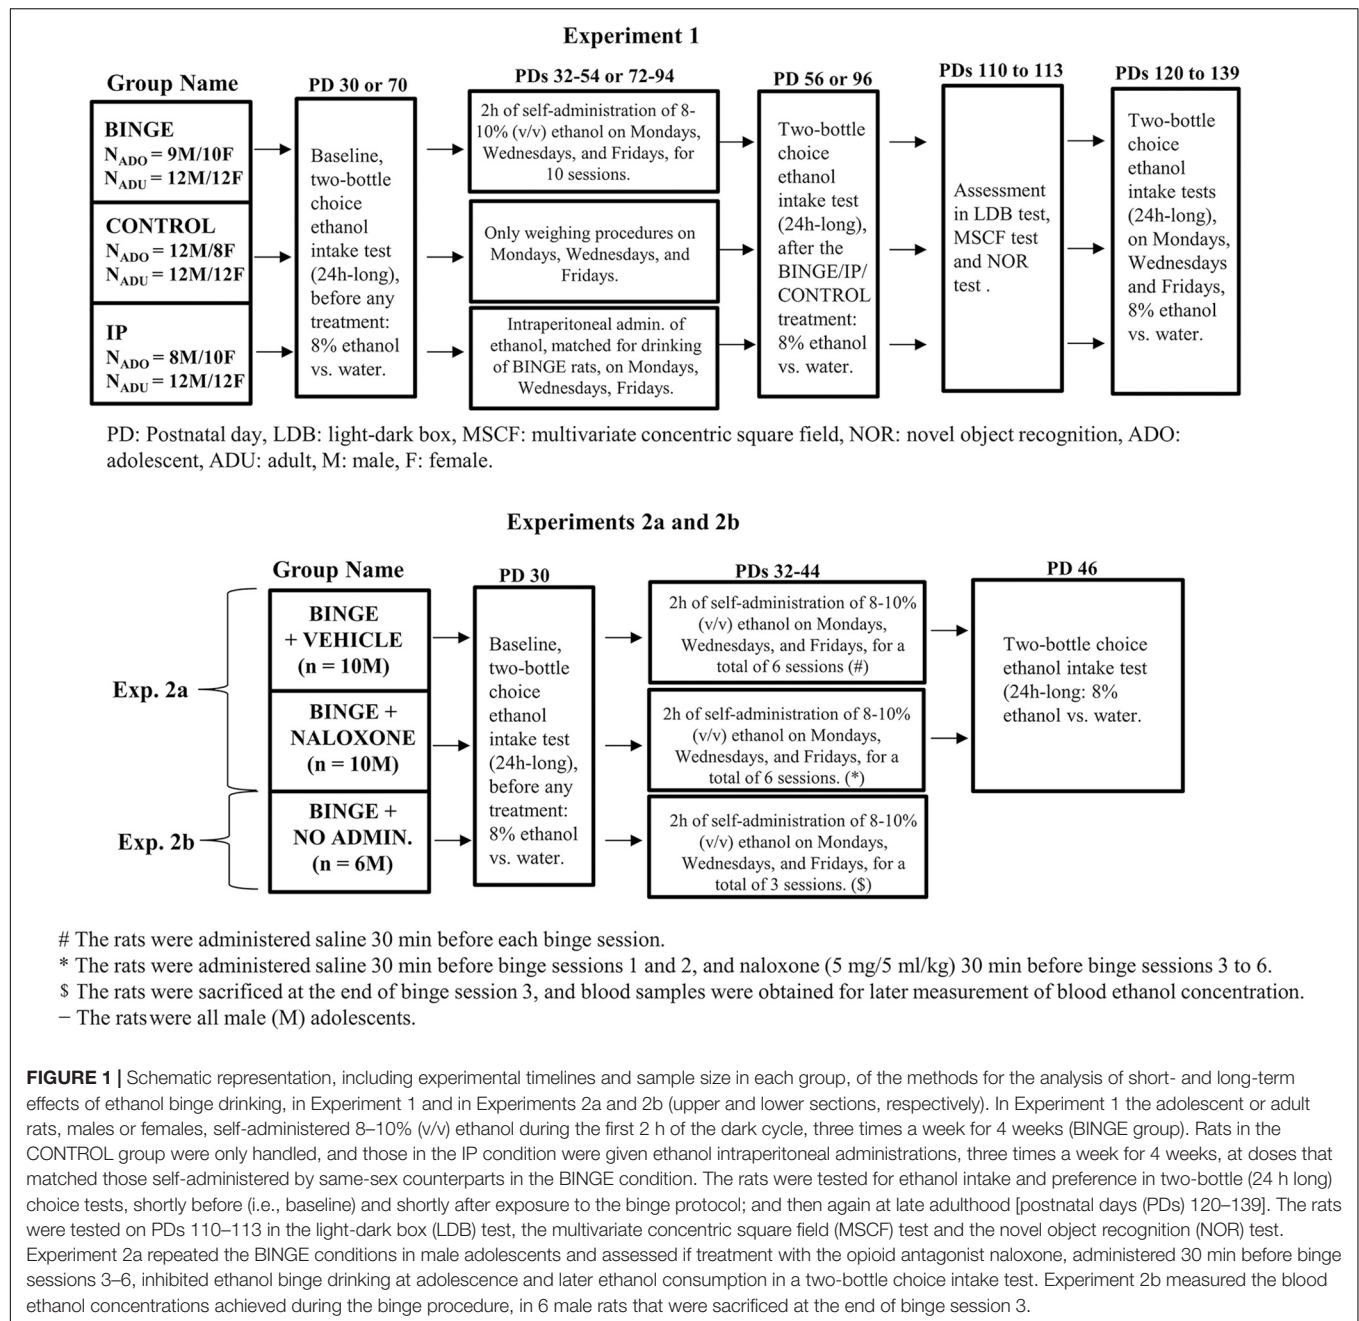 Experiment 1
Group Name
PD 30 or 70
PDs 32-54 or 72-94
PD 56 or 96
PDs 110 to 113
PDs 120 to 139
BINGE
N_ADO = 9M/10F
N_ADU = 12M/12F
CONTROL
N_ADO = 12M/8F
N_ADU = 12M/12F
IP
N_ADO = 8M/10F
N_ADU = 12M/12F
Baseline,
two-bottle
choice
ethanol
intake test
(24h-long),
before any
treatment:
8% ethanol
vs. water.
2h of self-administration of 8-
10% (v/v) ethanol on Mondays,
Wednesdays, and Fridays, for
10 sessions.
Only weighing procedures on
Mondays, Wednesdays, and
Fridays.
Intraperitoneal admin. of
ethanol, matched for drinking
of BINGE rats, on Mondays,
Wednesdays, Fridays.
Two-bottle
choice
ethanol
intake test
(24h-long),
after the
BINGE/IP/
CONTROL
treatment:
8% ethanol
vs. water.
Assessment
in LDB test,
MSCF test
and NOR
test .
Two-bottle
choice
ethanol
intake tests
(24h-long),
on Mondays,
Wednesdays
and Fridays,
8% ethanol
vs. water.
PD: Postnatal day, LDB: light-dark box, MSCF: multivariate concentric square field, NOR: novel object recognition, ADO:
adolescent, ADU: adult, M: male, F: female.
Experiments 2a and 2b
Group Name
PD 30
PDs 32-44
PD 46
Exp. 2a
Exp. 2b
BINGE
+ VEHICLE
(n = 10M)
BINGE +
NALOXONE
(n = 10M)
BINGE +
NO ADMIN.
(n = 6M)
Baseline,
two-bottle
choice
ethanol
intake test
(24h-long),
before any
treatment:
8% ethanol
vs. water.
2h of self-administration of 8-10%
(v/v) ethanol on Mondays,
Wednesdays, and Fridays, for a
total of 6 sessions (#)
2h of self-administration of 8-10%
(v/v) ethanol on Mondays,
Wednesdays, and Fridays, for a
total of 6 sessions. (*)
2h of self-administration of 8-10%
(v/v) ethanol on Mondays,
Wednesdays, and Fridays, for a
total of 3 sessions. ($)
Two-bottle choice
ethanol intake test
(24h-long: 8%
ethanol vs. water.
# The rats were administered saline 30 min before each binge session.
* The rats were administered saline 30 min before binge sessions 1 and 2, and naloxone (5 mg/5 ml/kg) 30 min before binge sessions 3 to 6.
$ The rats were sacrificed at the end of binge session 3, and blood samples were obtained for later measurement of blood ethanol concentration.
− The rats were all male (M) adolescents.
FIGURE 1 | Schematic representation, including experimental timelines and sample size in each group, of the methods for the analysis of short- and long-term
effects of ethanol binge drinking, in Experiment 1 and in Experiments 2a and 2b (upper and lower sections, respectively). In Experiment 1 the adolescent or adult
rats, males or females, self-administered 8–10% (v/v) ethanol during the first 2 h of the dark cycle, three times a week for 4 weeks (BINGE group). Rats in the
CONTROL group were only handled, and those in the IP condition were given ethanol intraperitoneal administrations, three times a week for 4 weeks, at doses that
matched those self-administered by same-sex counterparts in the BINGE condition. The rats were tested for ethanol intake and preference in two-bottle (24 h long)
choice tests, shortly before (i.e., baseline) and shortly after exposure to the binge protocol; and then again at late adulthood [postnatal days (PDs) 120–139]. The rats
were tested on PDs 110–113 in the light-dark box (LDB) test, the multivariate concentric square field (MSCF) test and the novel object recognition (NOR) test.
Experiment 2a repeated the BINGE conditions in male adolescents and assessed if treatment with the opioid antagonist naloxone, administered 30 min before binge
sessions 3–6, inhibited ethanol binge drinking at adolescence and later ethanol consumption in a two-bottle choice intake test. Experiment 2b measured the blood
ethanol concentrations achieved during the binge procedure, in 6 male rats that were sacrificed at the end of binge session 3.